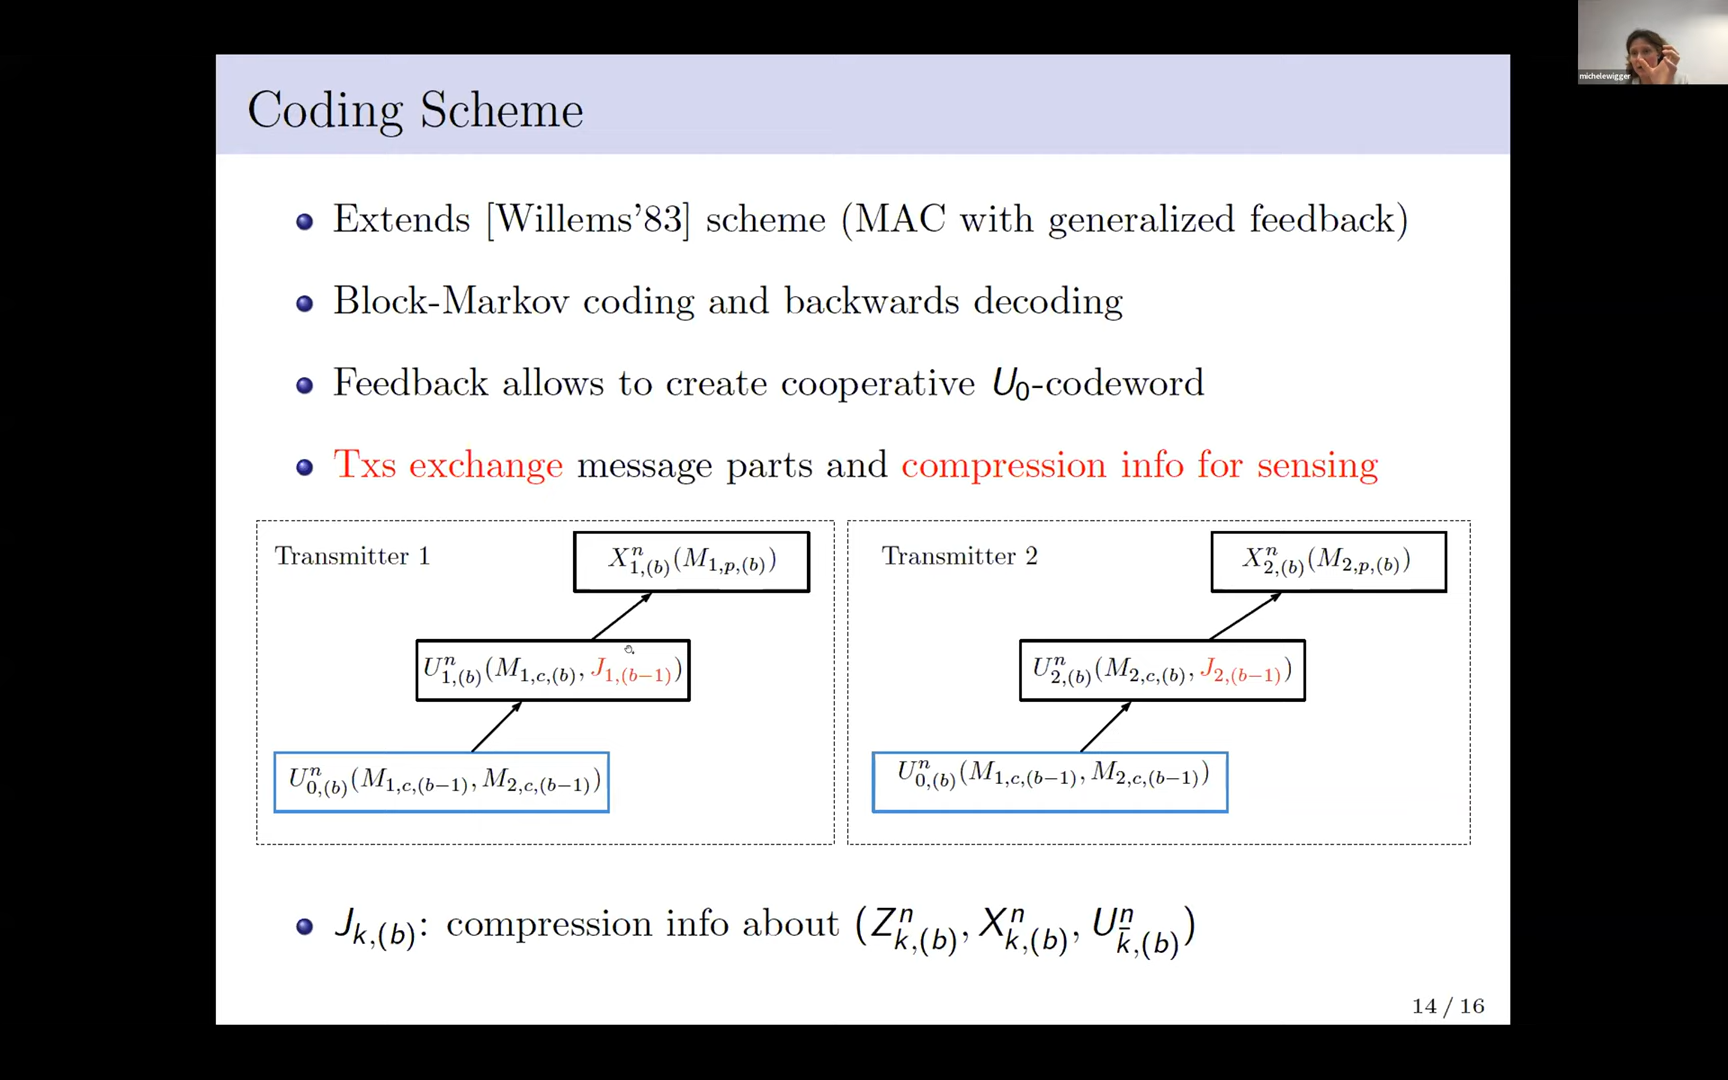 michelewigger
Coding Scheme
Extends [Willems'83] scheme (MAC with generalized feedback)
Block-Markov coding and backwards decoding
Feedback allows to create cooperative U_0-codeword
Txs exchange message parts and compression info for sensing
Transmitter 1
X^n_{1,(b)}(M_{1,p,(b)})
U^n_{1,(b)}(M_{1,c,(b)}, J_{1,(b−1)})
U^n_{0,(b)}(M_{1,c,(b−1)}, M_{2,c,(b−1)})
Transmitter 2
X^n_{2,(b)}(M_{2,p,(b)})
U^n_{2,(b)}(M_{2,c,(b)}, J_{2,(b−1)})
U^n_{0,(b)}(M_{1,c,(b−1)}, M_{2,c,(b−1)})
J_{k,(b)}: compression info about (Z^n_{k,(b)}, X^n_{k,(b)}, U^n_{k̄,(b)})
14 / 16